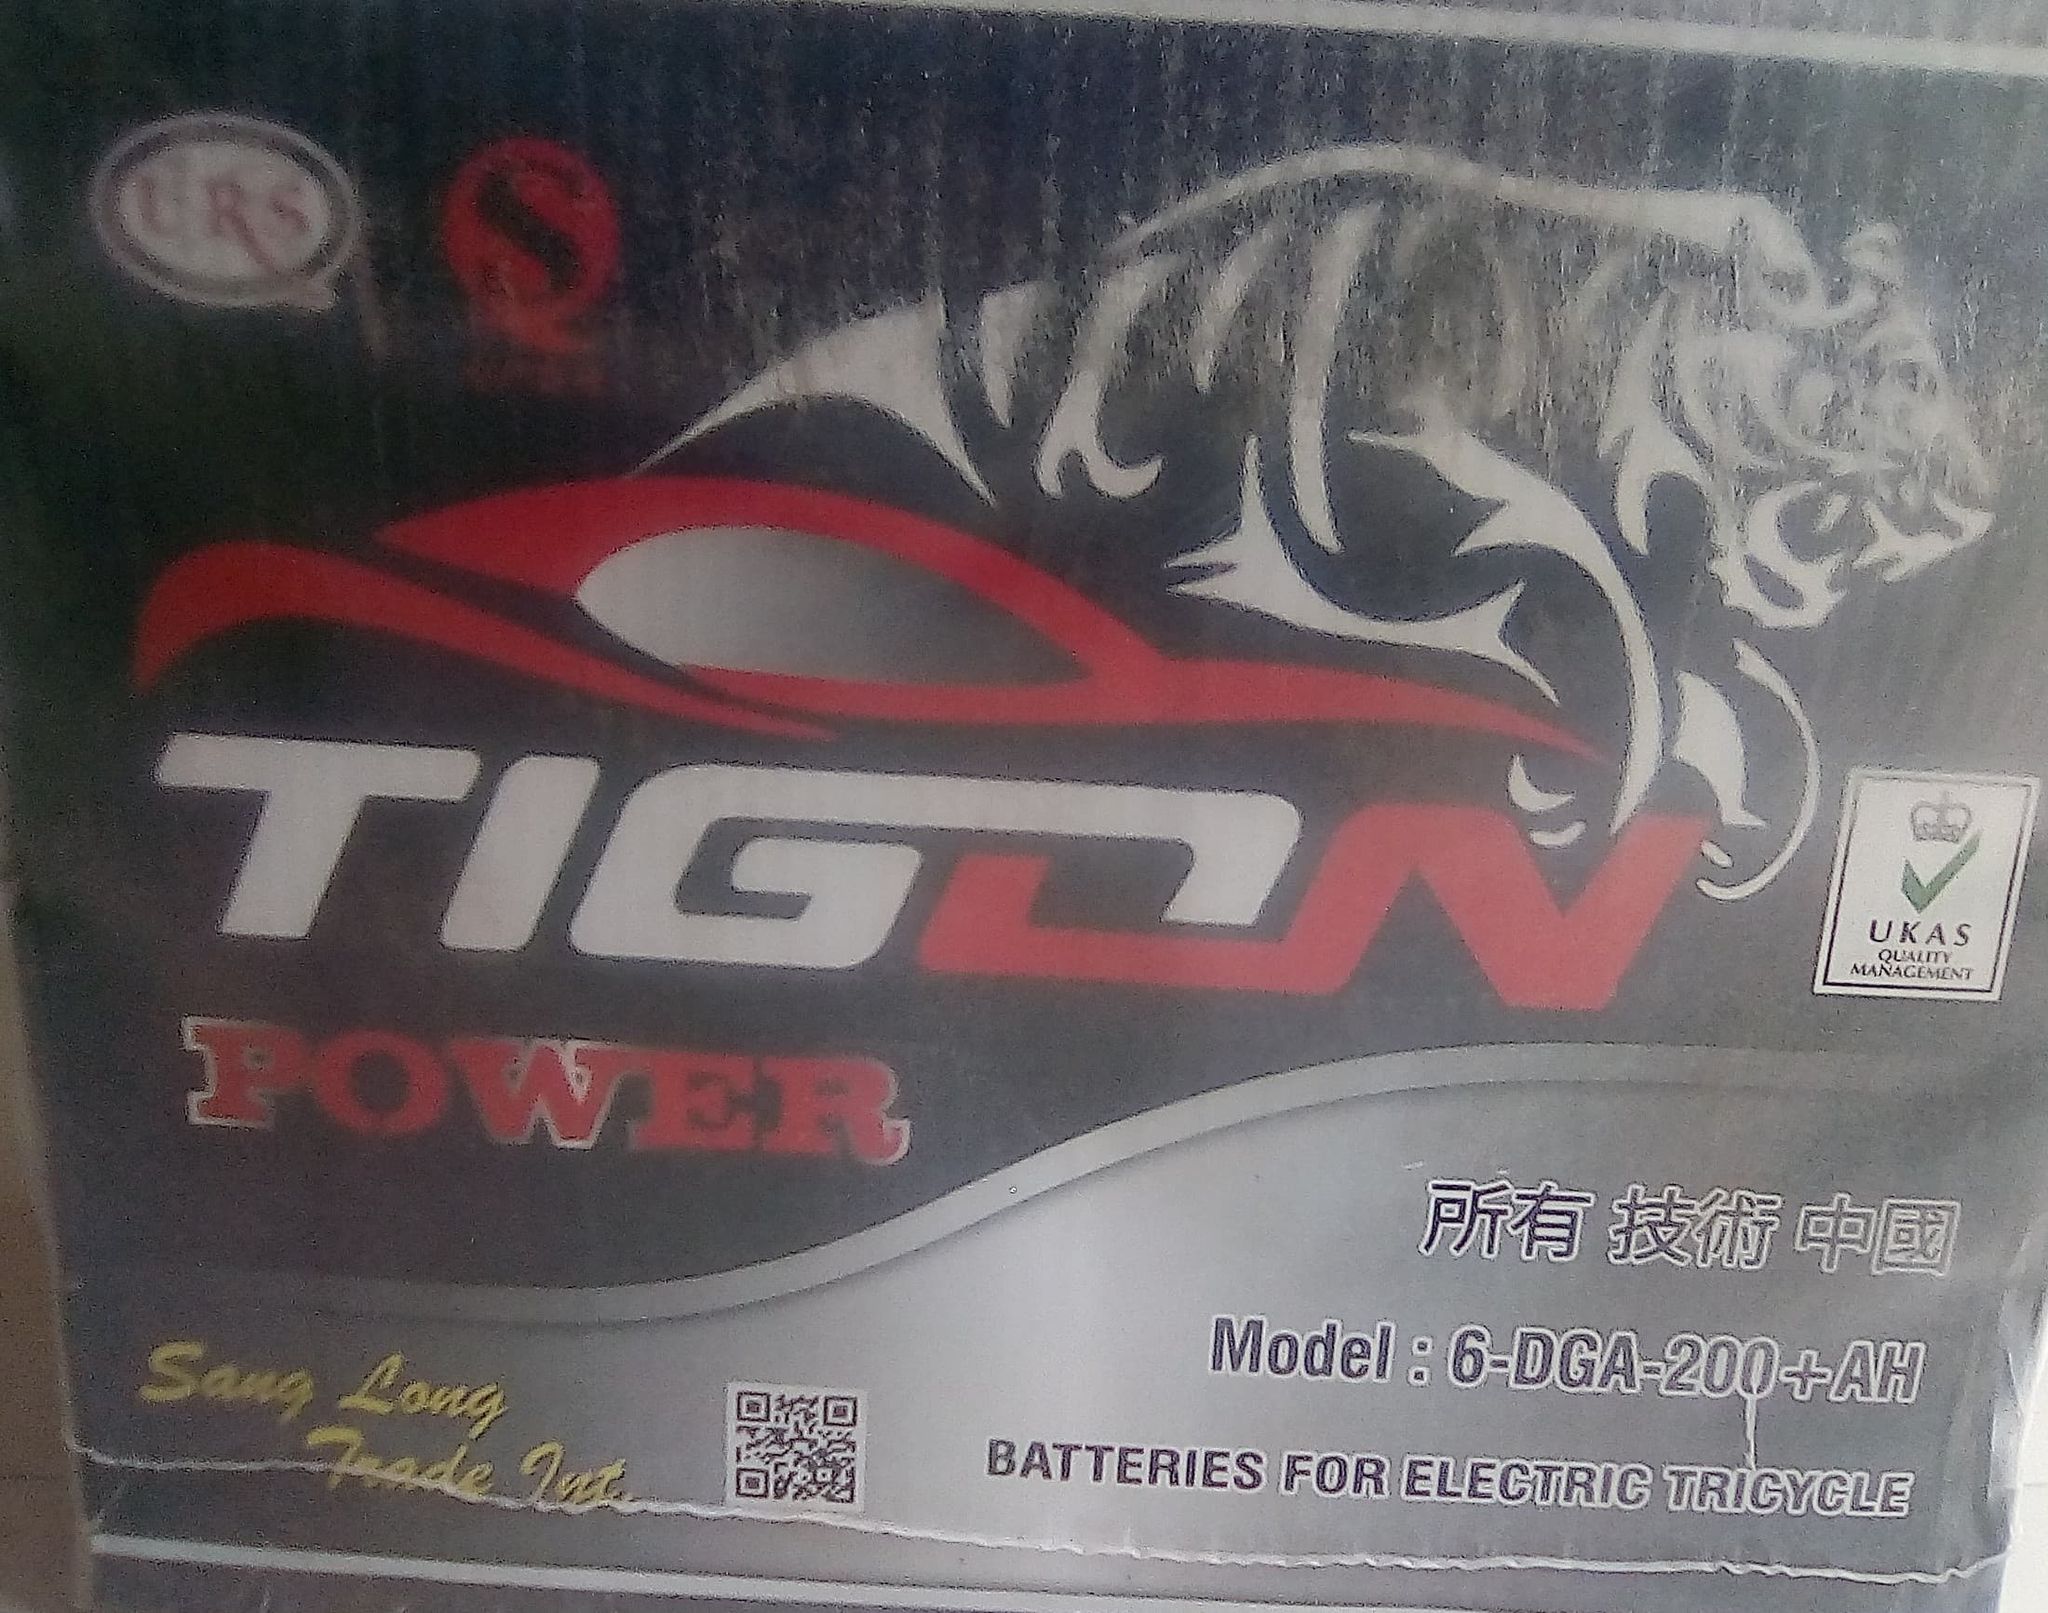 URS
TIGON
POWER
UKAS
QUALITY
MANAGEMENT
所有 技術 中國
Model : 6-DGA-200+AH
Sang Long
Trade Int.
BATTERIES FOR ELECTRIC TRICYCLE